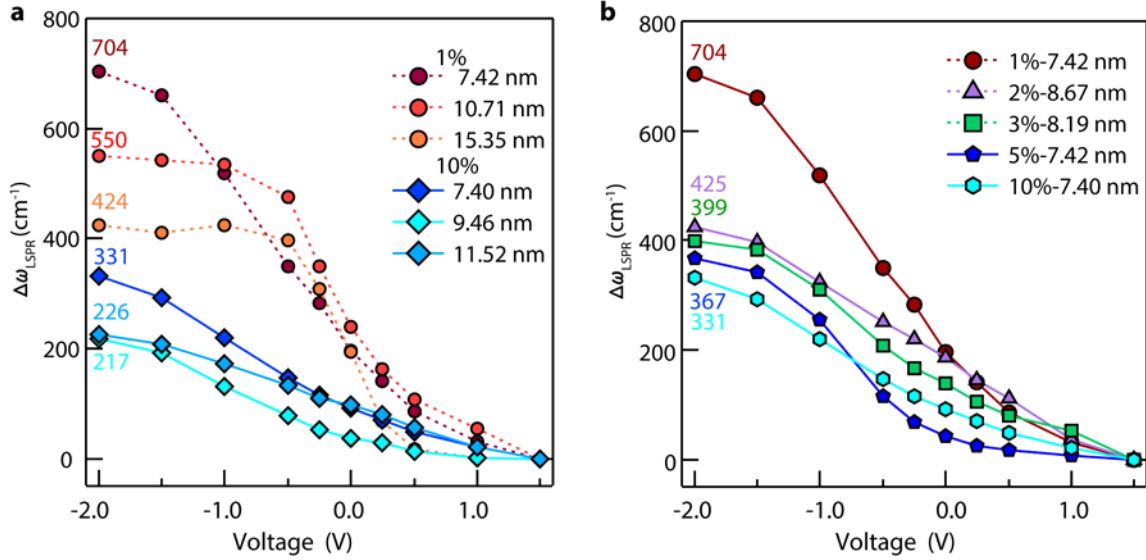 a
800
600
400
200
0
Δω_LSPR (cm⁻¹)
-2.0
-1.0
0.0
1.0
Voltage (V)
704
550
424
331
226
217
1%
7.42 nm
10.71 nm
15.35 nm
10%
7.40 nm
9.46 nm
11.52 nm
b
800
600
400
200
0
Δω_LSPR (cm⁻¹)
-2.0
-1.0
0.0
1.0
Voltage (V)
704
425
399
367
331
1%-7.42 nm
2%-8.67 nm
3%-8.19 nm
5%-7.42 nm
10%-7.40 nm